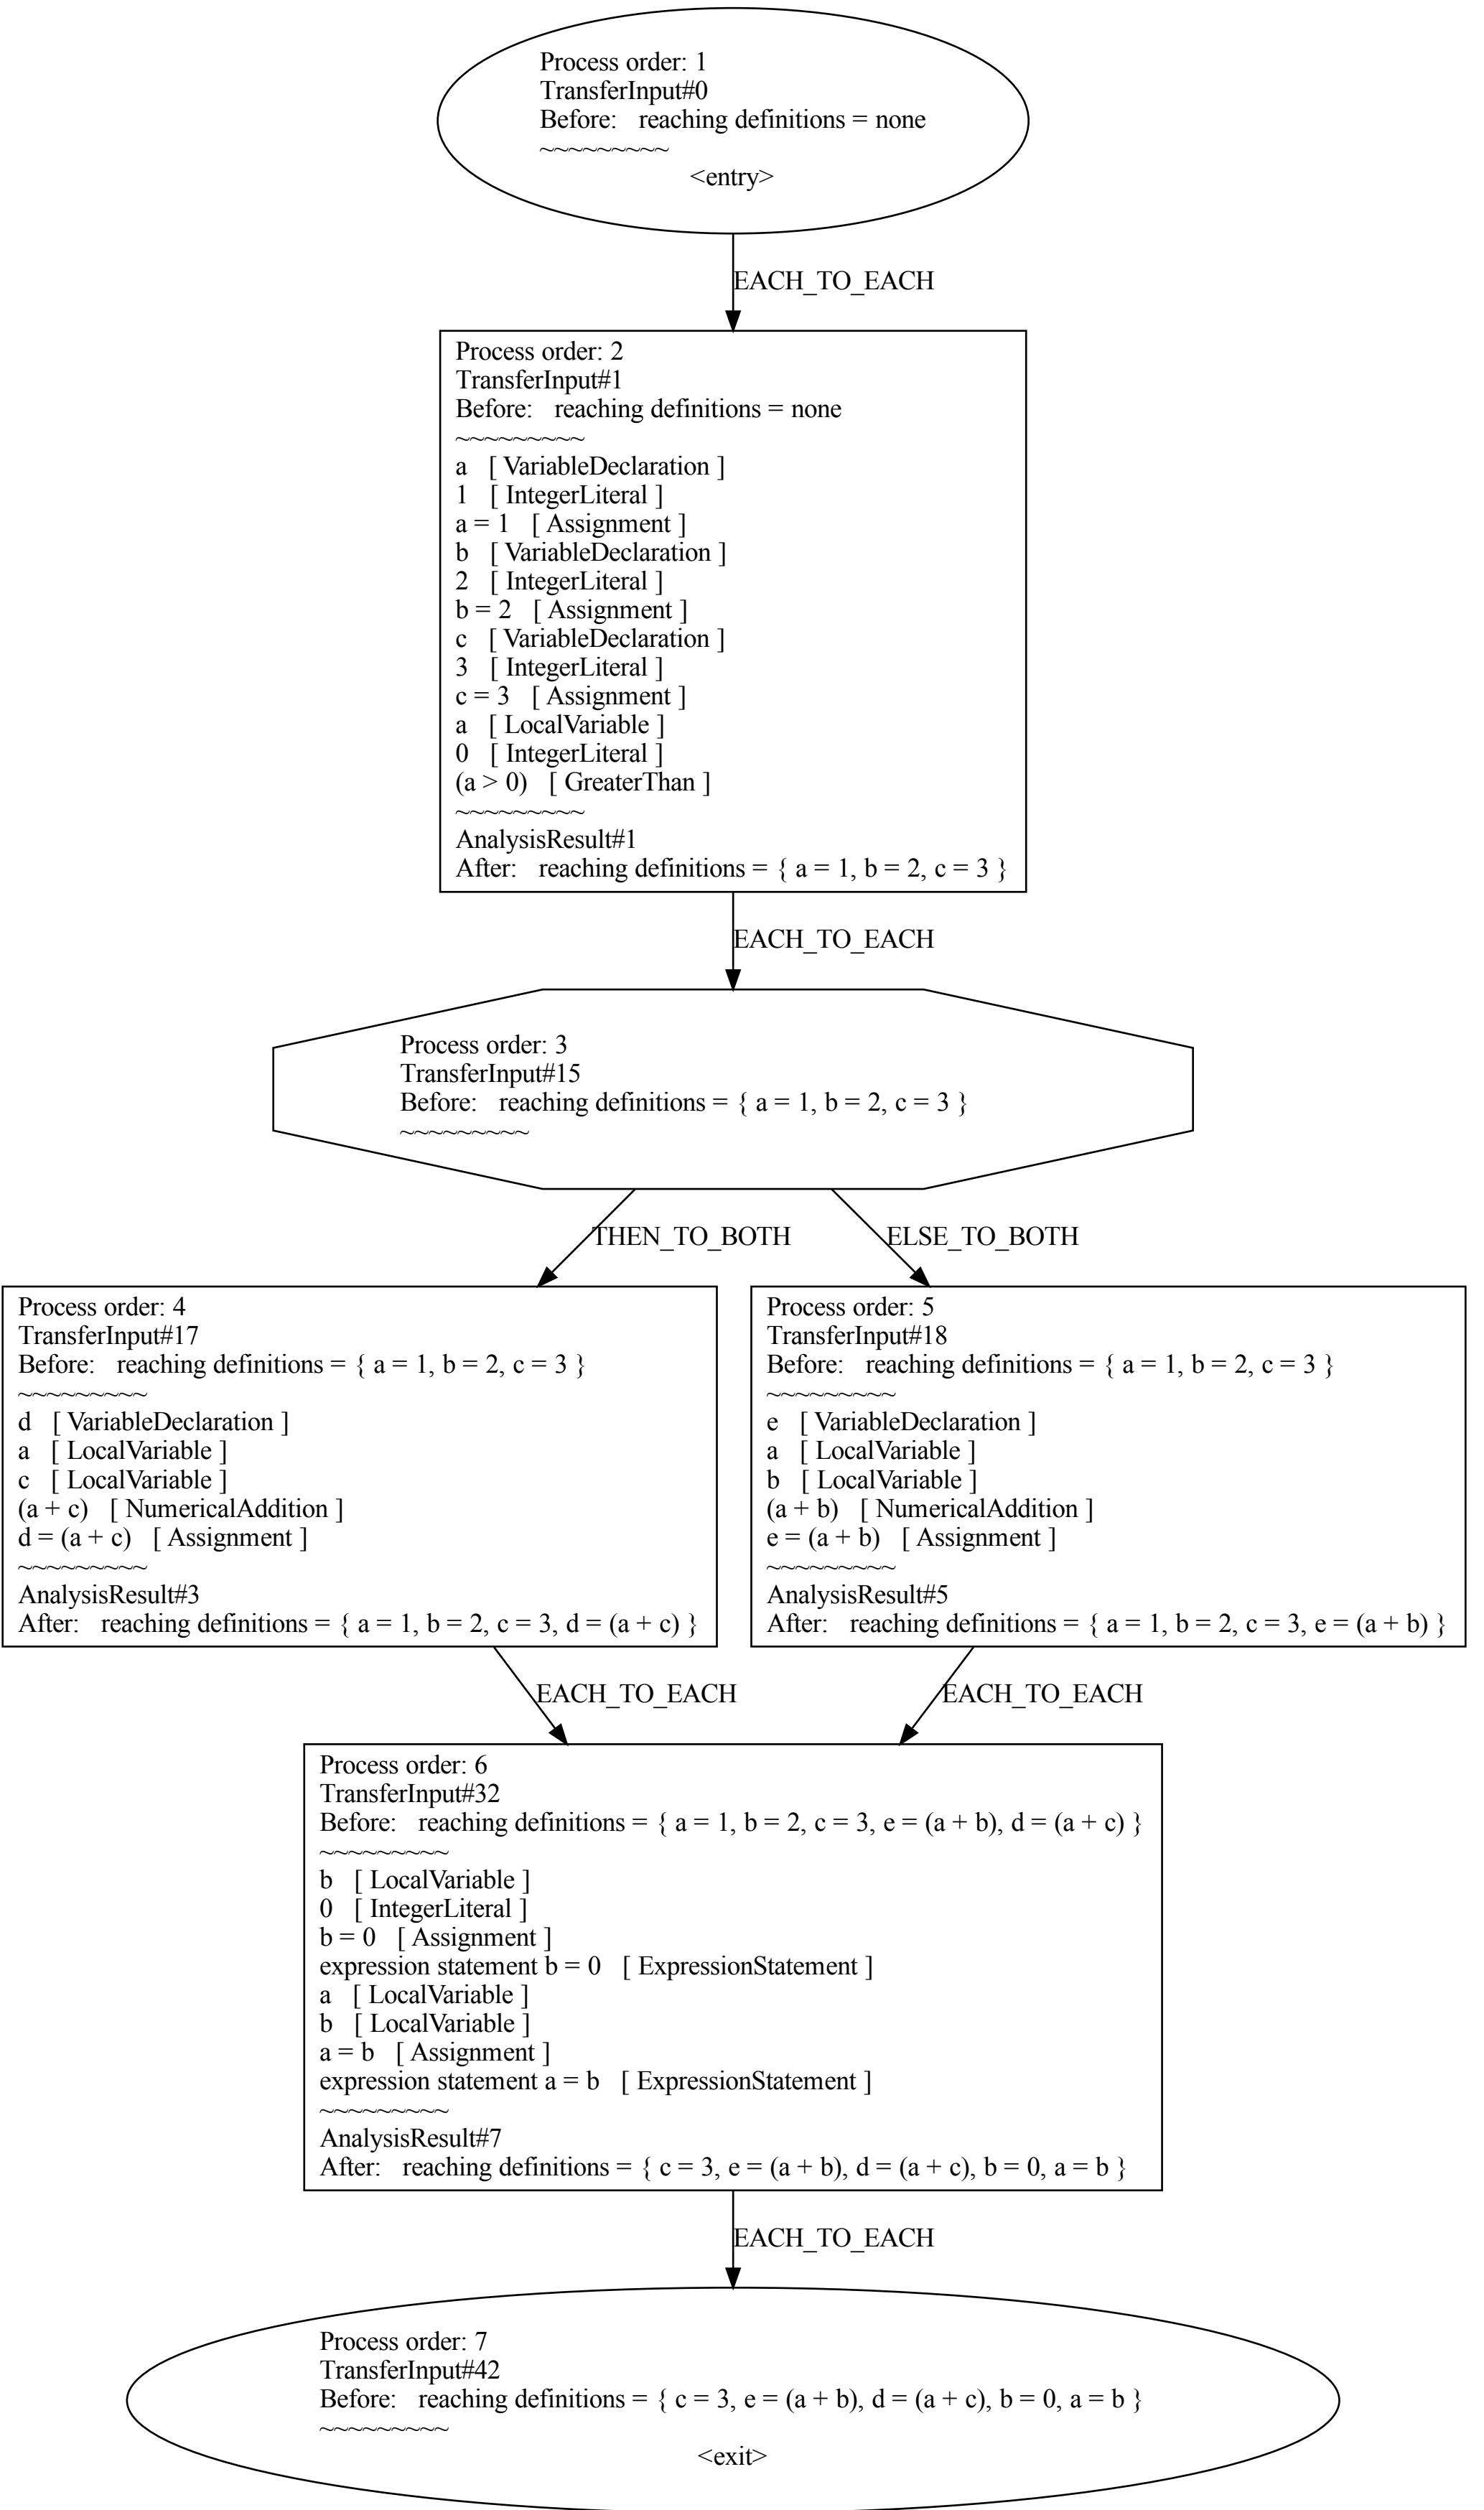 Process order: 1
TransferInput#0
Before:   reaching definitions = none
~~~~~~~~~
<entry>
EACH_TO_EACH
Process order: 2
TransferInput#1
Before:   reaching definitions = none
~~~~~~~~~
a   [ VariableDeclaration ]
1   [ IntegerLiteral ]
a = 1   [ Assignment ]
b   [ VariableDeclaration ]
2   [ IntegerLiteral ]
b = 2   [ Assignment ]
c   [ VariableDeclaration ]
3   [ IntegerLiteral ]
c = 3   [ Assignment ]
a   [ LocalVariable ]
0   [ IntegerLiteral ]
(a > 0)   [ GreaterThan ]
~~~~~~~~~
AnalysisResult#1
After:   reaching definitions = { a = 1, b = 2, c = 3 }
EACH_TO_EACH
Process order: 3
TransferInput#15
Before:   reaching definitions = { a = 1, b = 2, c = 3 }
~~~~~~~~~
THEN_TO_BOTH
ELSE_TO_BOTH
Process order: 4
TransferInput#17
Before:   reaching definitions = { a = 1, b = 2, c = 3 }
~~~~~~~~~
d   [ VariableDeclaration ]
a   [ LocalVariable ]
c   [ LocalVariable ]
(a + c)   [ NumericalAddition ]
d = (a + c)   [ Assignment ]
~~~~~~~~~
AnalysisResult#3
After:   reaching definitions = { a = 1, b = 2, c = 3, d = (a + c) }
Process order: 5
TransferInput#18
Before:   reaching definitions = { a = 1, b = 2, c = 3 }
~~~~~~~~~
e   [ VariableDeclaration ]
a   [ LocalVariable ]
b   [ LocalVariable ]
(a + b)   [ NumericalAddition ]
e = (a + b)   [ Assignment ]
~~~~~~~~~
AnalysisResult#5
After:   reaching definitions = { a = 1, b = 2, c = 3, e = (a + b) }
EACH_TO_EACH
EACH_TO_EACH
Process order: 6
TransferInput#32
Before:   reaching definitions = { a = 1, b = 2, c = 3, e = (a + b), d = (a + c) }
~~~~~~~~~
b   [ LocalVariable ]
0   [ IntegerLiteral ]
b = 0   [ Assignment ]
expression statement b = 0   [ ExpressionStatement ]
a   [ LocalVariable ]
b   [ LocalVariable ]
a = b   [ Assignment ]
expression statement a = b   [ ExpressionStatement ]
~~~~~~~~~
AnalysisResult#7
After:   reaching definitions = { c = 3, e = (a + b), d = (a + c), b = 0, a = b }
EACH_TO_EACH
Process order: 7
TransferInput#42
Before:   reaching definitions = { c = 3, e = (a + b), d = (a + c), b = 0, a = b }
~~~~~~~~~
<exit>